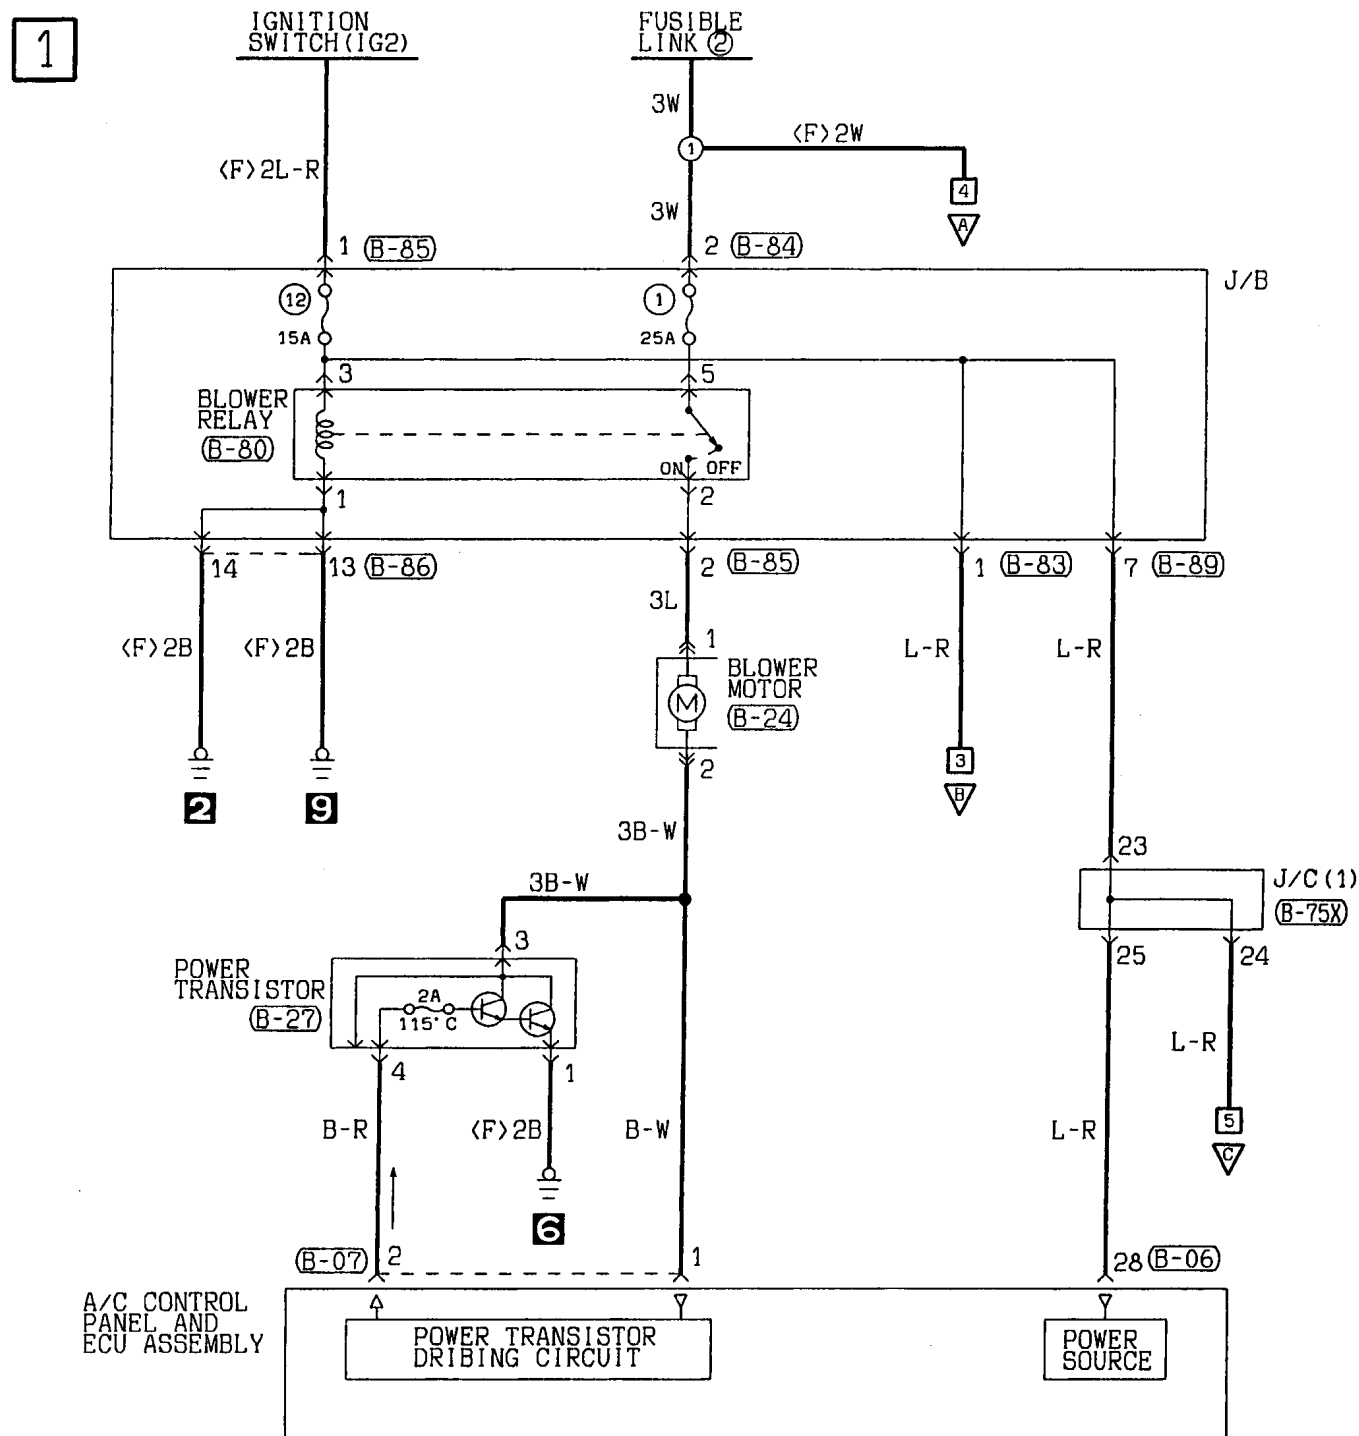 1
IGNITION
SWITCH(IG2)
FUSIBLE
LINK ②
3W
①
<F>2W
<F>2L-R
4
A
3W
1 B-85
2 B-84
J/B
⑫
15A
①
25A
3
5
BLOWER
RELAY
B-80
ON OFF
1
2
14
13 B-86
2 B-85
1 B-83
7 B-89
3L
1
<F>2B
<F>2B
L-R
L-R
BLOWER
MOTOR
B-24
M
2
3
B
2
9
3B-W
23
3B-W
J/C(1)
B-75X
3
25
24
POWER
TRANSISTOR
B-27
2A
115°C
4
1
L-R
B-R
<F>2B
B-W
L-R
5
C
6
B-07 2
1
28 B-06
A/C CONTROL
PANEL AND
ECU ASSEMBLY
POWER TRANSISTOR
DRIBING CIRCUIT
POWER
SOURCE